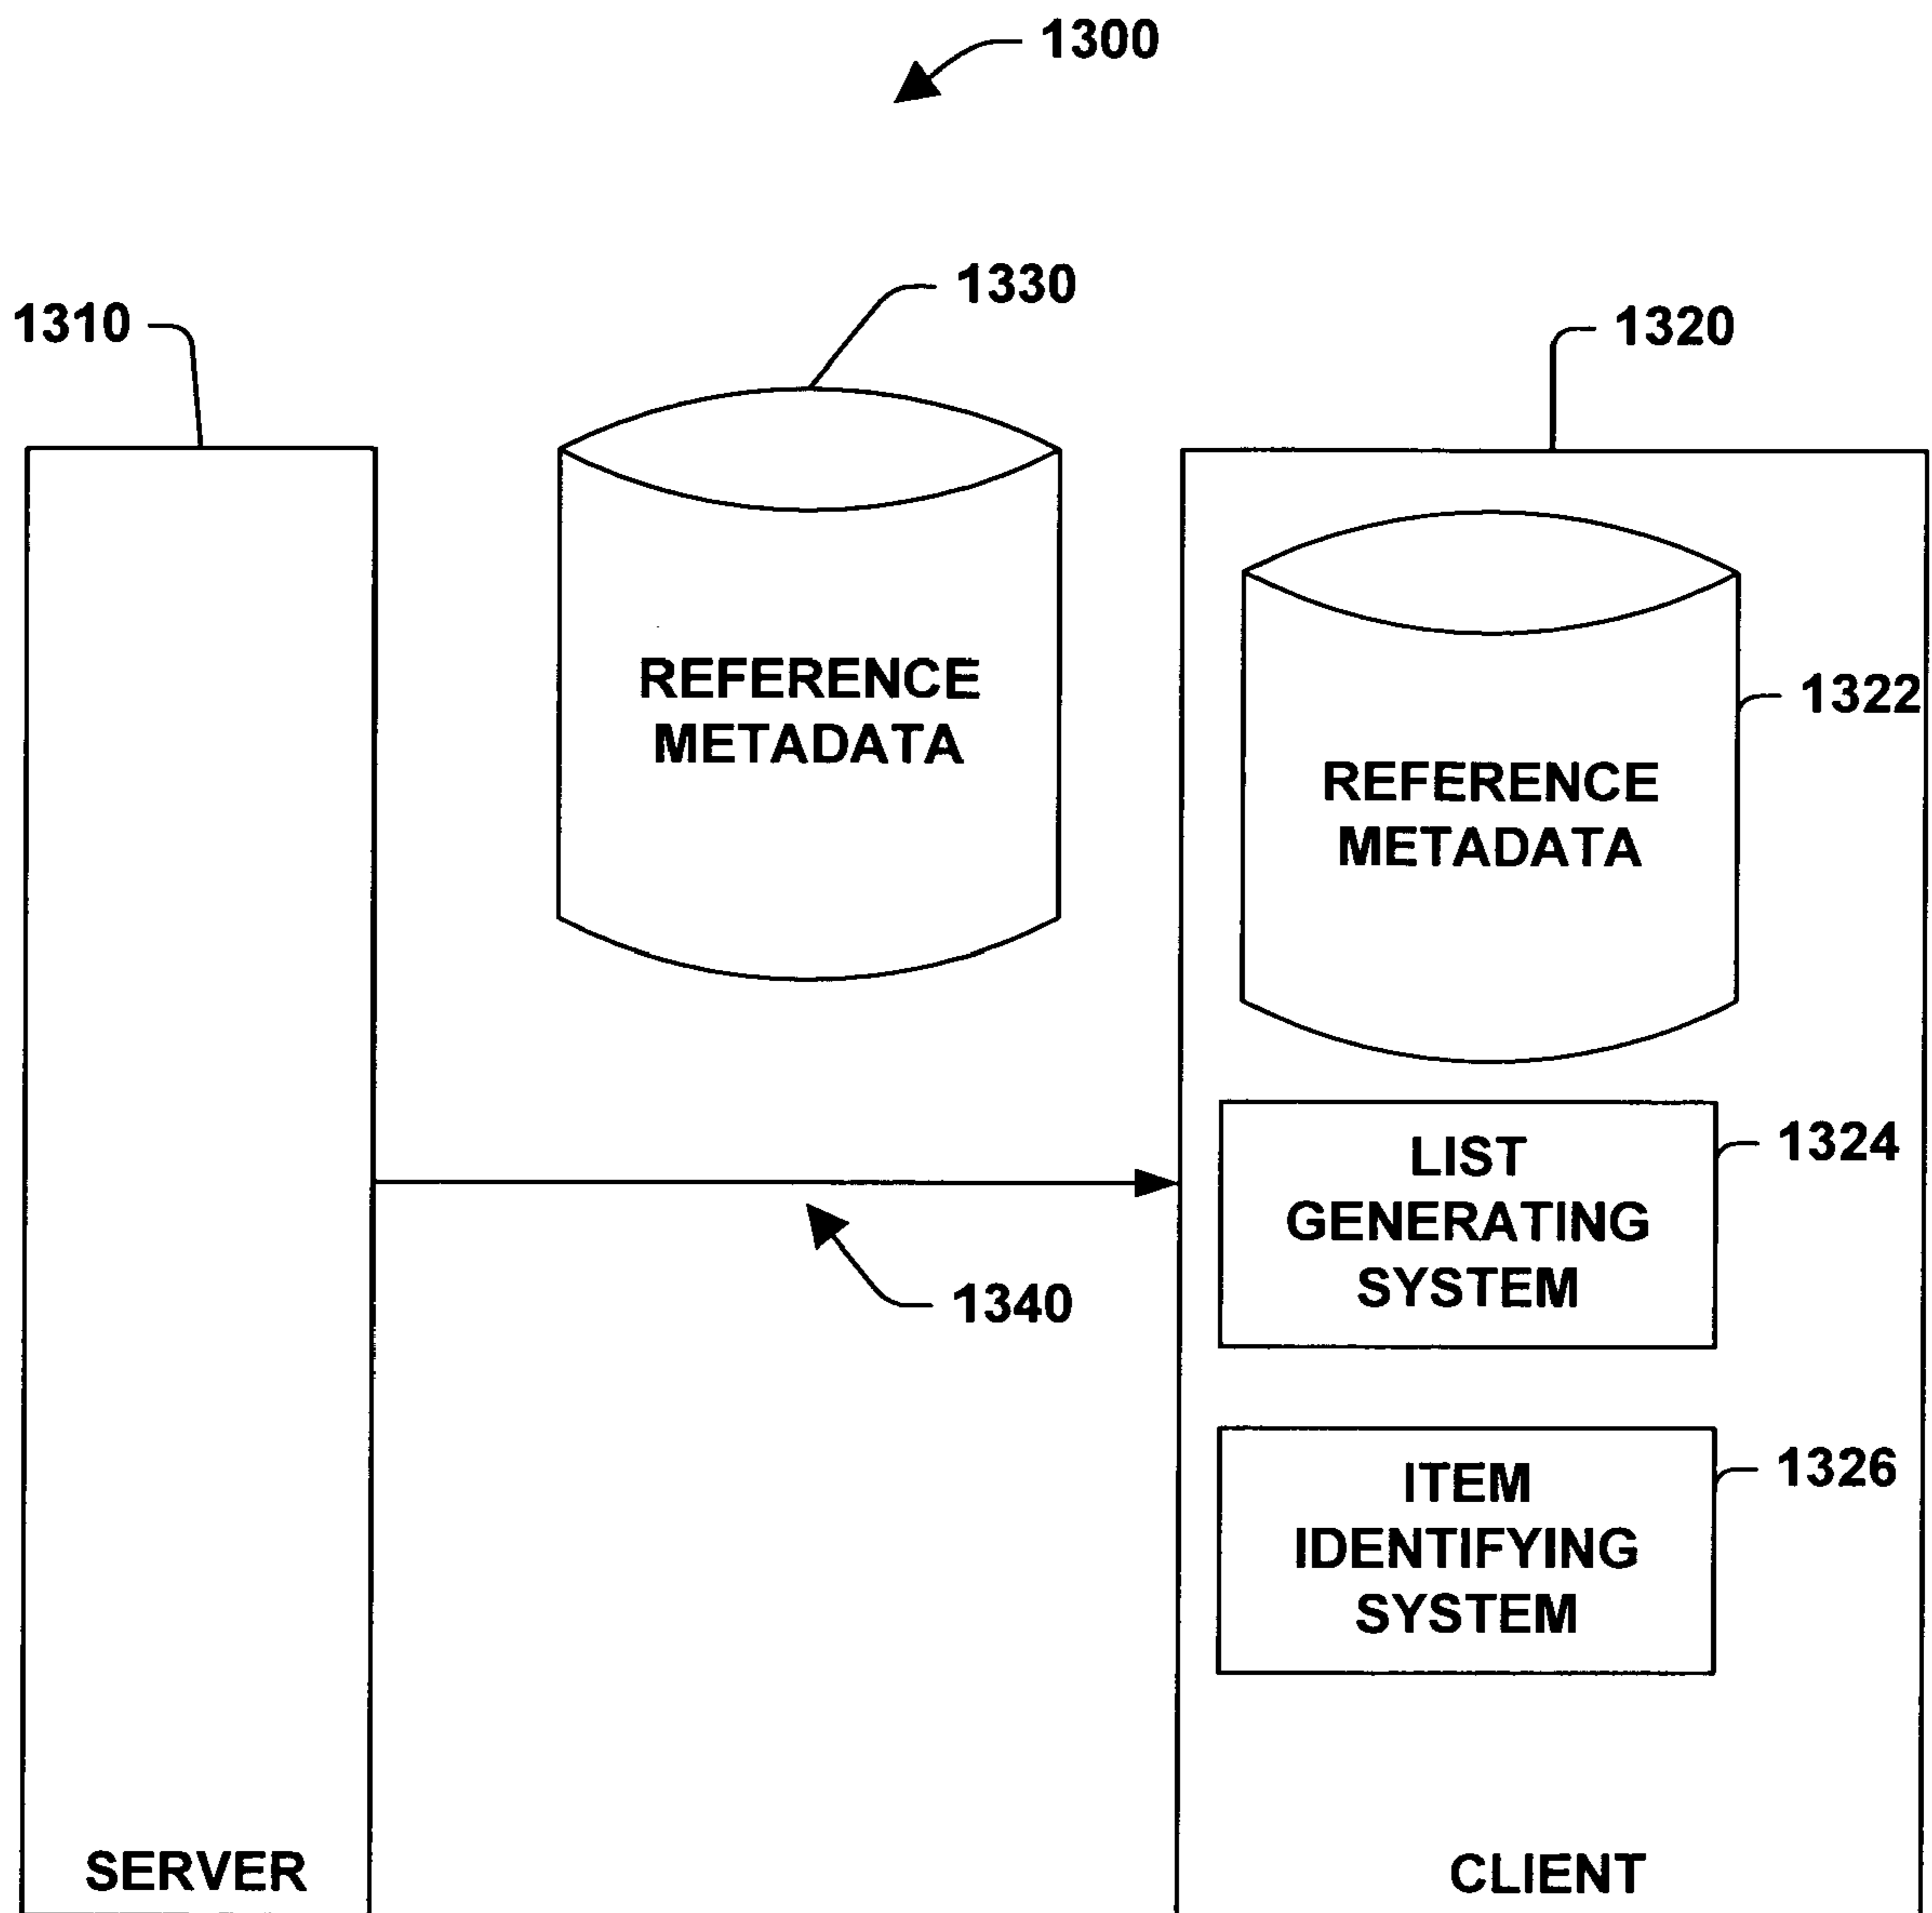 1300
1330
1310
1320
REFERENCE
METADATA
1322
REFERENCE
METADATA
1324
LIST
GENERATING
SYSTEM
1340
1326
ITEM
IDENTIFYING
SYSTEM
SERVER
CLIENT